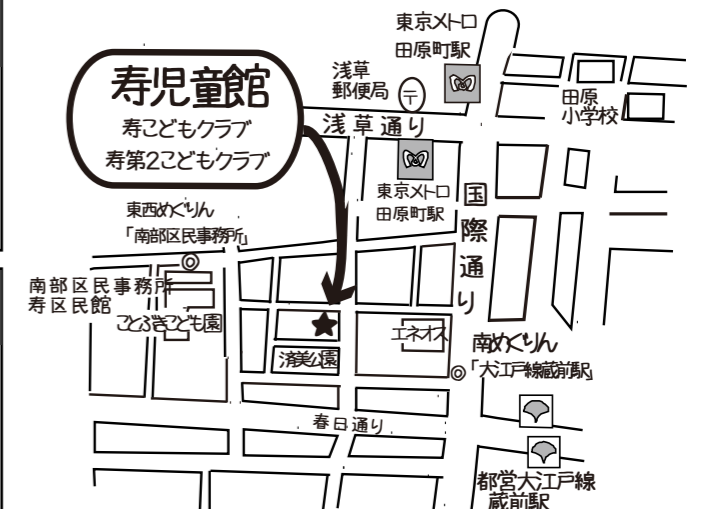 東京メトロ
田原町駅
寿児童館
寿こどもクラブ
寿第2こどもクラブ
浅草
郵便局
〒
田原
小学校
浅草通り
東京メトロ
田原町駅
国際通り
東西めぐりん
「南部区民事務所」
南部区民事務所
寿区民館
ことぶきこども園
エネオス
済美公園
南めぐりん
「大江戸線蔵前駅」
春日通り
都営大江戸線
蔵前駅